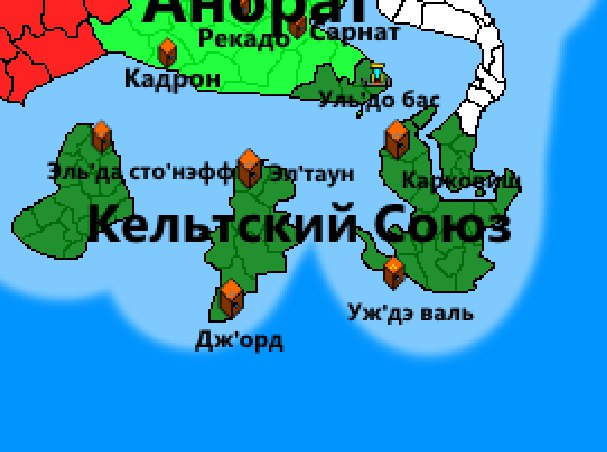 Анорат
Рекадо
Сарнат
Кадрон
Уль'до бас
Эль'да сто'нэфф
Эл'таун
Карковищ
Кельтский Союз
Уж'дэ валь
Дж'орд